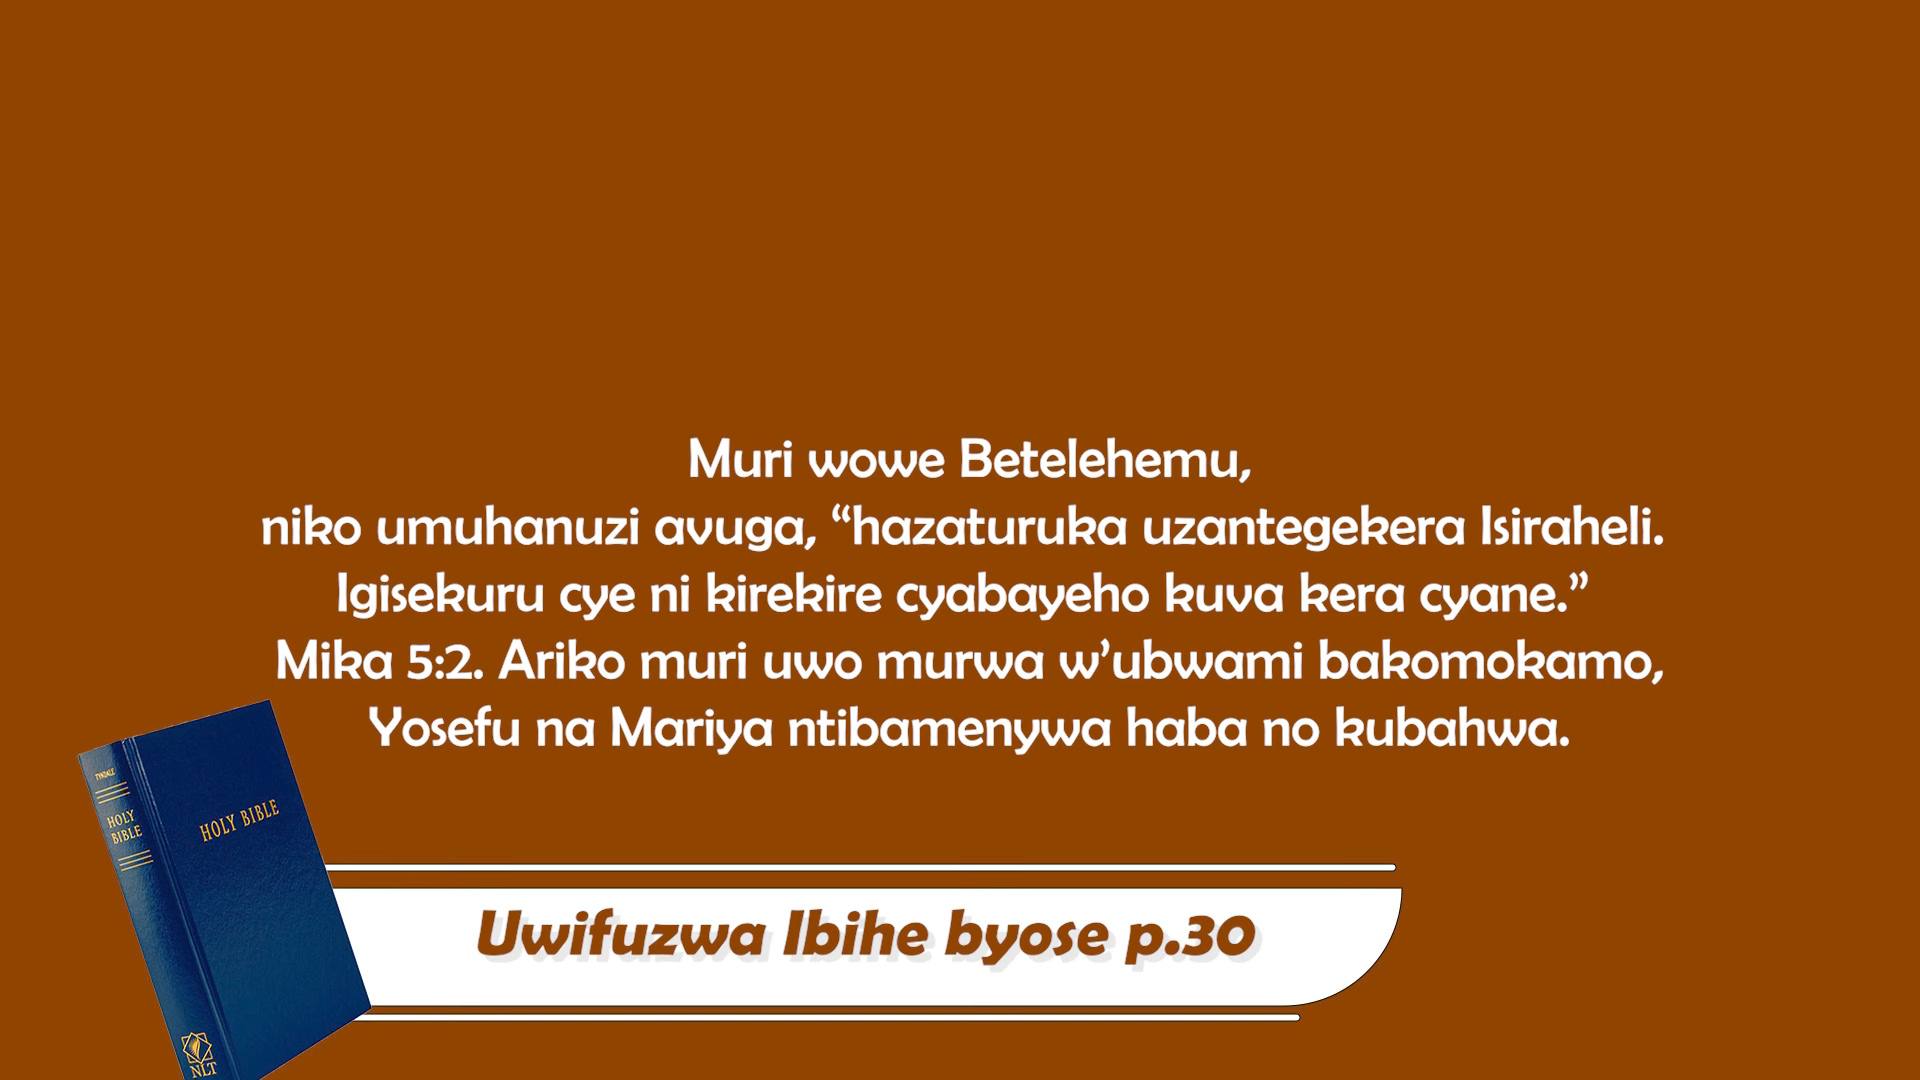 Muri wowe Betelehemu,
niko umuhanuzi avuga, “hazaturuka uzantegekera Isiraheli.
Igisekuru cye ni kirekire cyabayeho kuva kera cyane.”
Mika 5:2. Ariko muri uwo murwa w’ubwami bakomokamo,
Yosefu na Mariya ntibamenywa haba no kubahwa.
TYNDALE
HOLY
BIBLE
HOLY BIBLE
NLT
Uwifuzwa Ibihe byose p.30